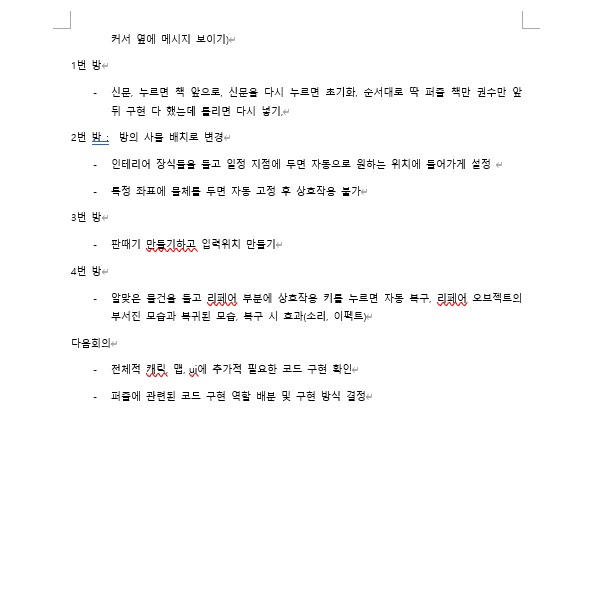 커서 옆에 메시지 보이기)
1번 방
- 신문, 누르면 책 앞으로, 신문을 다시 누르면 초기화, 순서대로 딱 퍼즐 책만 권수만 앞
뒤 구현 다 했는데 틀리면 다시 넣기.
2번 방 : 방의 사물 배치로 변경
- 인테리어 장식들을 들고 일정 지점에 두면 자동으로 원하는 위치에 들어가게 설정
- 특정 좌표에 물체를 두면 자동 고정 후 상호작용 불가
3번 방
- 판때기 만들기하고 입력위치 만들기
4번 방
- 알맞은 물건을 들고 리페어 부분에 상호작용 키를 누르면 자동 복구, 리페어 오브젝트의
부서진 모습과 복귀된 모습, 복구 시 효과(소리, 이펙트)
다음회의
- 전체적 캐릭, 맵, ui에 추가적 필요한 코드 구현 확인
- 퍼즐에 관련된 코드 구현 역할 배분 및 구현 방식 결정